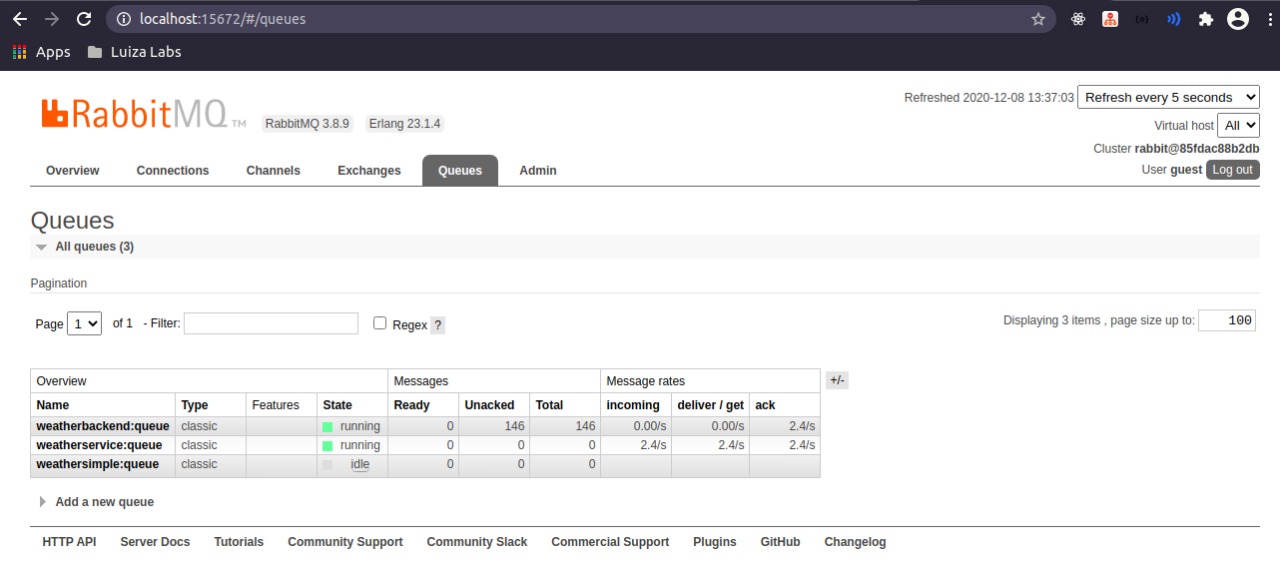 localhost:15672/#/queues
Apps Luiza Labs
Refreshed 2020-12-08 13:37:03 Refresh every 5 seconds
RabbitMQ TM RabbitMQ 3.8.9 Erlang 23.1.4
Virtual host All
Cluster rabbit@85fdac88b2db
User guest Log out
Overview Connections Channels Exchanges Queues Admin
Queues
All queues (3)
Pagination
Page 1 of 1 - Filter: Regex ?
Displaying 3 items , page size up to: 100
Overview Messages Message rates +/-
Name Type Features State Ready Unacked Total incoming deliver / get ack
weatherbackend:queue classic running 0 146 146 0.00/s 0.00/s 2.4/s
weatherservice:queue classic running 0 0 0 2.4/s 2.4/s 2.4/s
weathersimple:queue classic idle 0 0 0
Add a new queue
HTTP API Server Docs Tutorials Community Support Community Slack Commercial Support Plugins GitHub Changelog